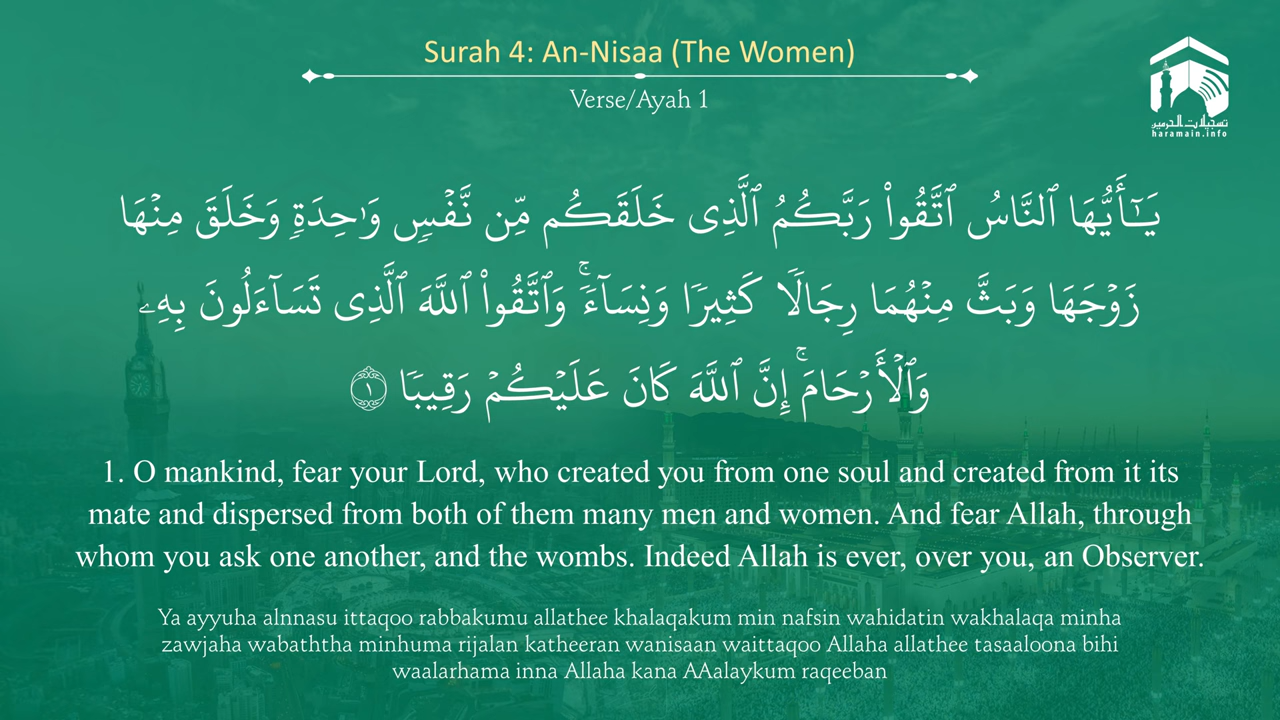 Surah 4: An-Nisaa (The Women)
Verse/Ayah 1
تسجيلات الحرمين
haramain.info
يَـٰٓأَيُّهَا ٱلنَّاسُ ٱتَّقُوا۟ رَبَّكُمُ ٱلَّذِى خَلَقَكُم مِّن نَّفْسٍۢ وَٰحِدَةٍۢ وَخَلَقَ مِنْهَا
زَوْجَهَا وَبَثَّ مِنْهُمَا رِجَالًۭا كَثِيرًۭا وَنِسَآءًۭ ۚ وَٱتَّقُوا۟ ٱللَّهَ ٱلَّذِى تَسَآءَلُونَ بِهِۦ
وَٱلْأَرْحَامَ ۚ إِنَّ ٱللَّهَ كَانَ عَلَيْكُمْ رَقِيبًۭا ۝١
1. O mankind, fear your Lord, who created you from one soul and created from it its
mate and dispersed from both of them many men and women. And fear Allah, through
whom you ask one another, and the wombs. Indeed Allah is ever, over you, an Observer.
Ya ayyuha alnnasu ittaqoo rabbakumu allathee khalaqakum min nafsin wahidatin wakhalaqa minha
zawjaha wabaththa minhuma rijalan katheeran wanisaan waittaqoo Allaha allathee tasaaloona bihi
waalarhama inna Allaha kana AAalaykum raqeeban